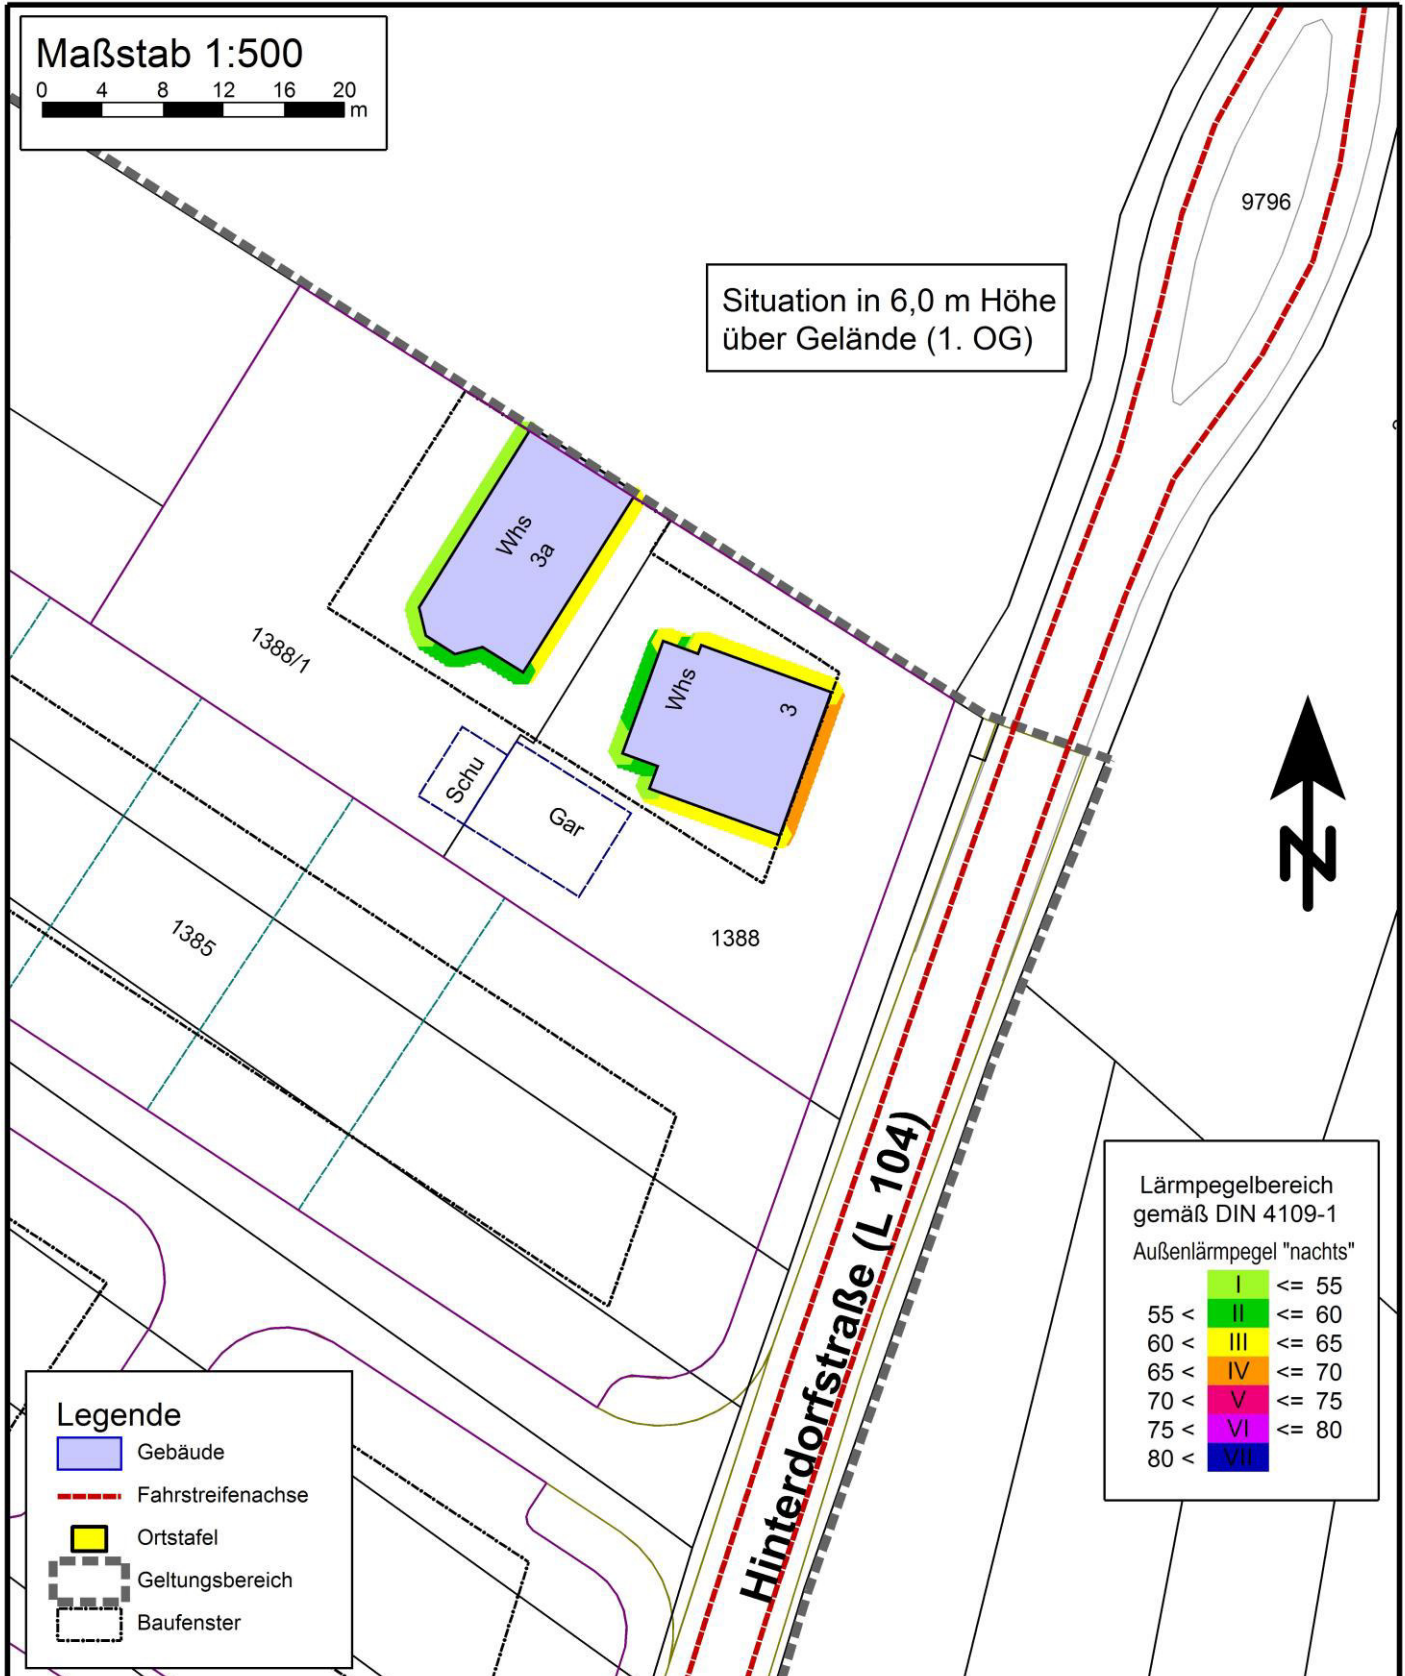 Maßstab 1:500
0 4 8 12 16 20
m
9796
Situation in 6,0 m Höhe
über Gelände (1. OG)
Whs
3a
1388/1
Whs
3
Schu
Gar
N
1385
1388
Hinterdorfstraße (L 104)
Lärmpegelbereich
gemäß DIN 4109-1
Außenlärmpegel "nachts"
I <= 55
55 < II <= 60
60 < III <= 65
65 < IV <= 70
70 < V <= 75
75 < VI <= 80
80 < VII
Legende
Gebäude
Fahrstreifenachse
Ortstafel
Geltungsbereich
Baufenster